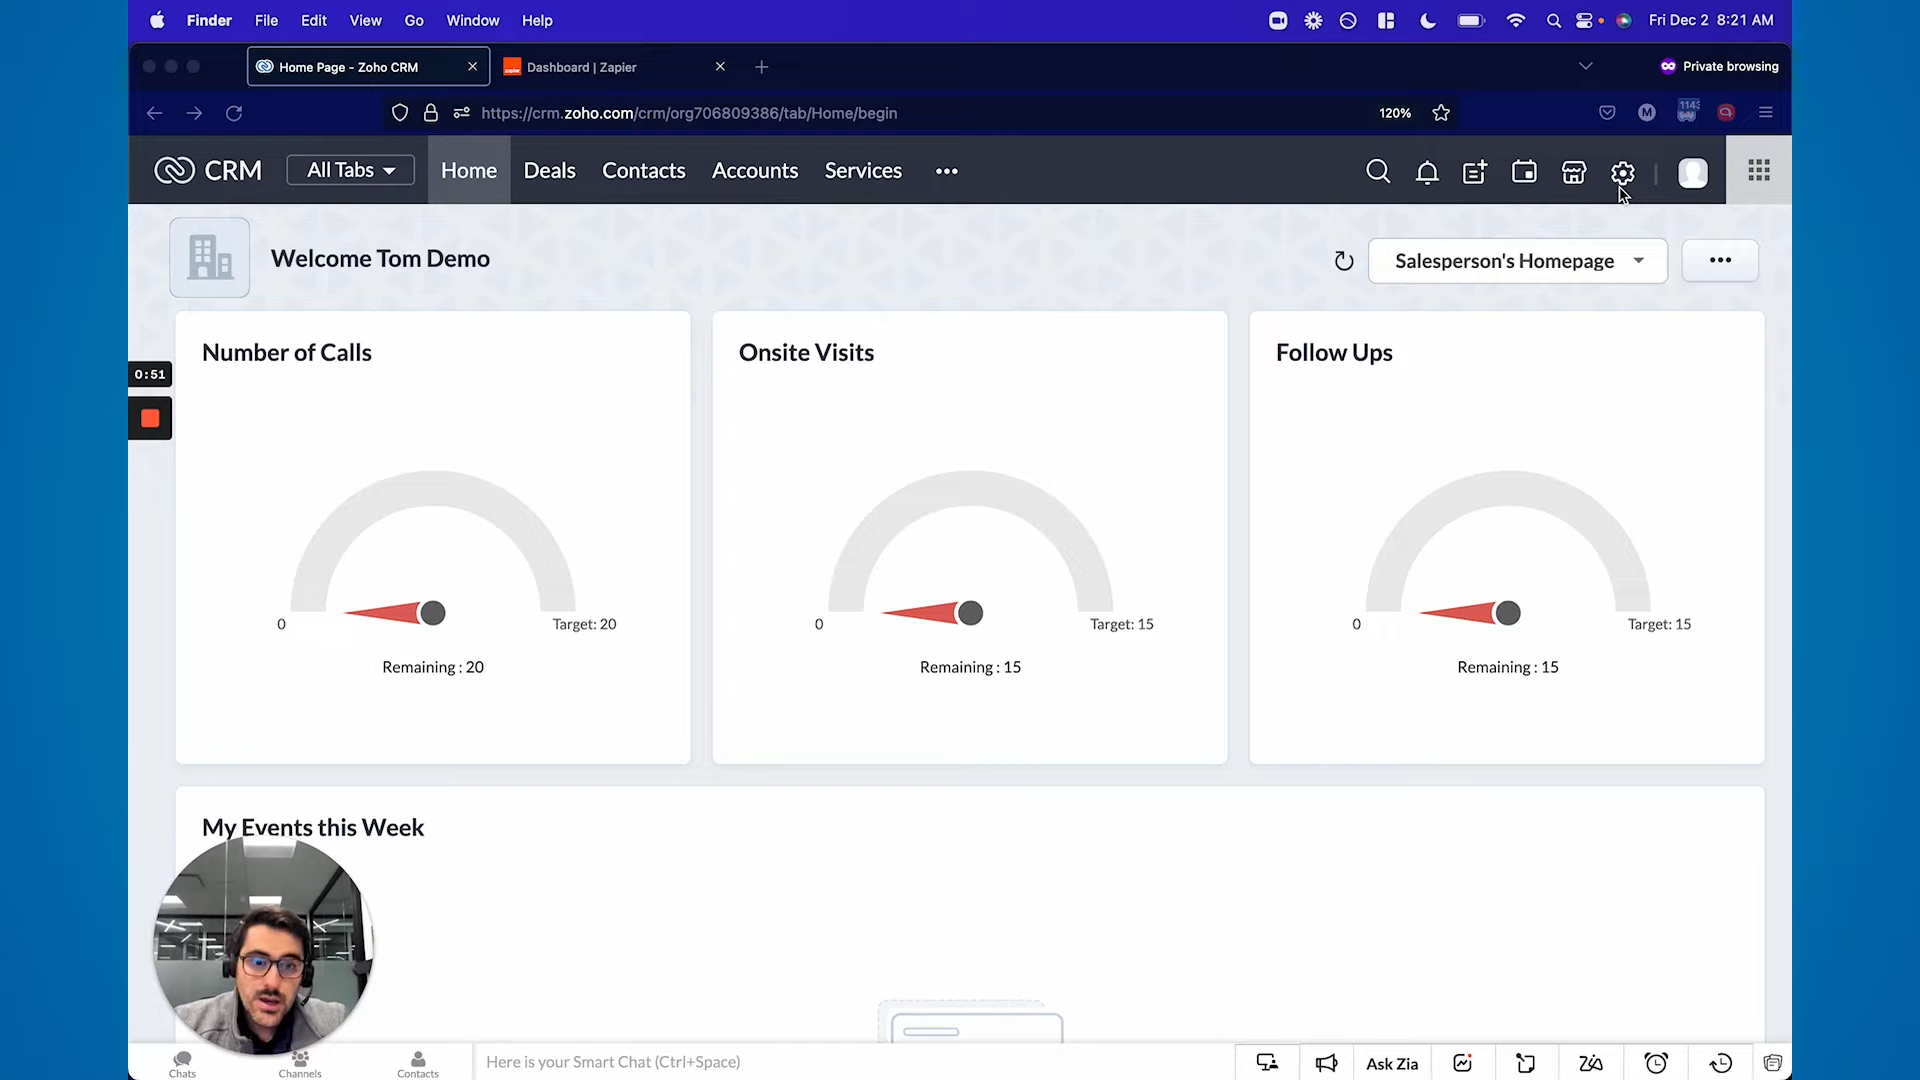 Finder File Edit View Go Window Help Fri Dec 2 8:21 AM
Home Page - Zoho CRM Dashboard | Zapier Private browsing
https://crm.zoho.com/crm/org706809386/tab/Home/begin 120% M 1143
CRM All Tabs Home Deals Contacts Accounts Services
Welcome Tom Demo Salesperson's Homepage
Number of Calls Onsite Visits Follow Ups
0:51
0 Target: 20 0 Target: 15 0 Target: 15
Remaining : 20 Remaining : 15 Remaining : 15
My Events this Week
Chats Channels Contacts Here is your Smart Chat (Ctrl+Space) Ask Zia